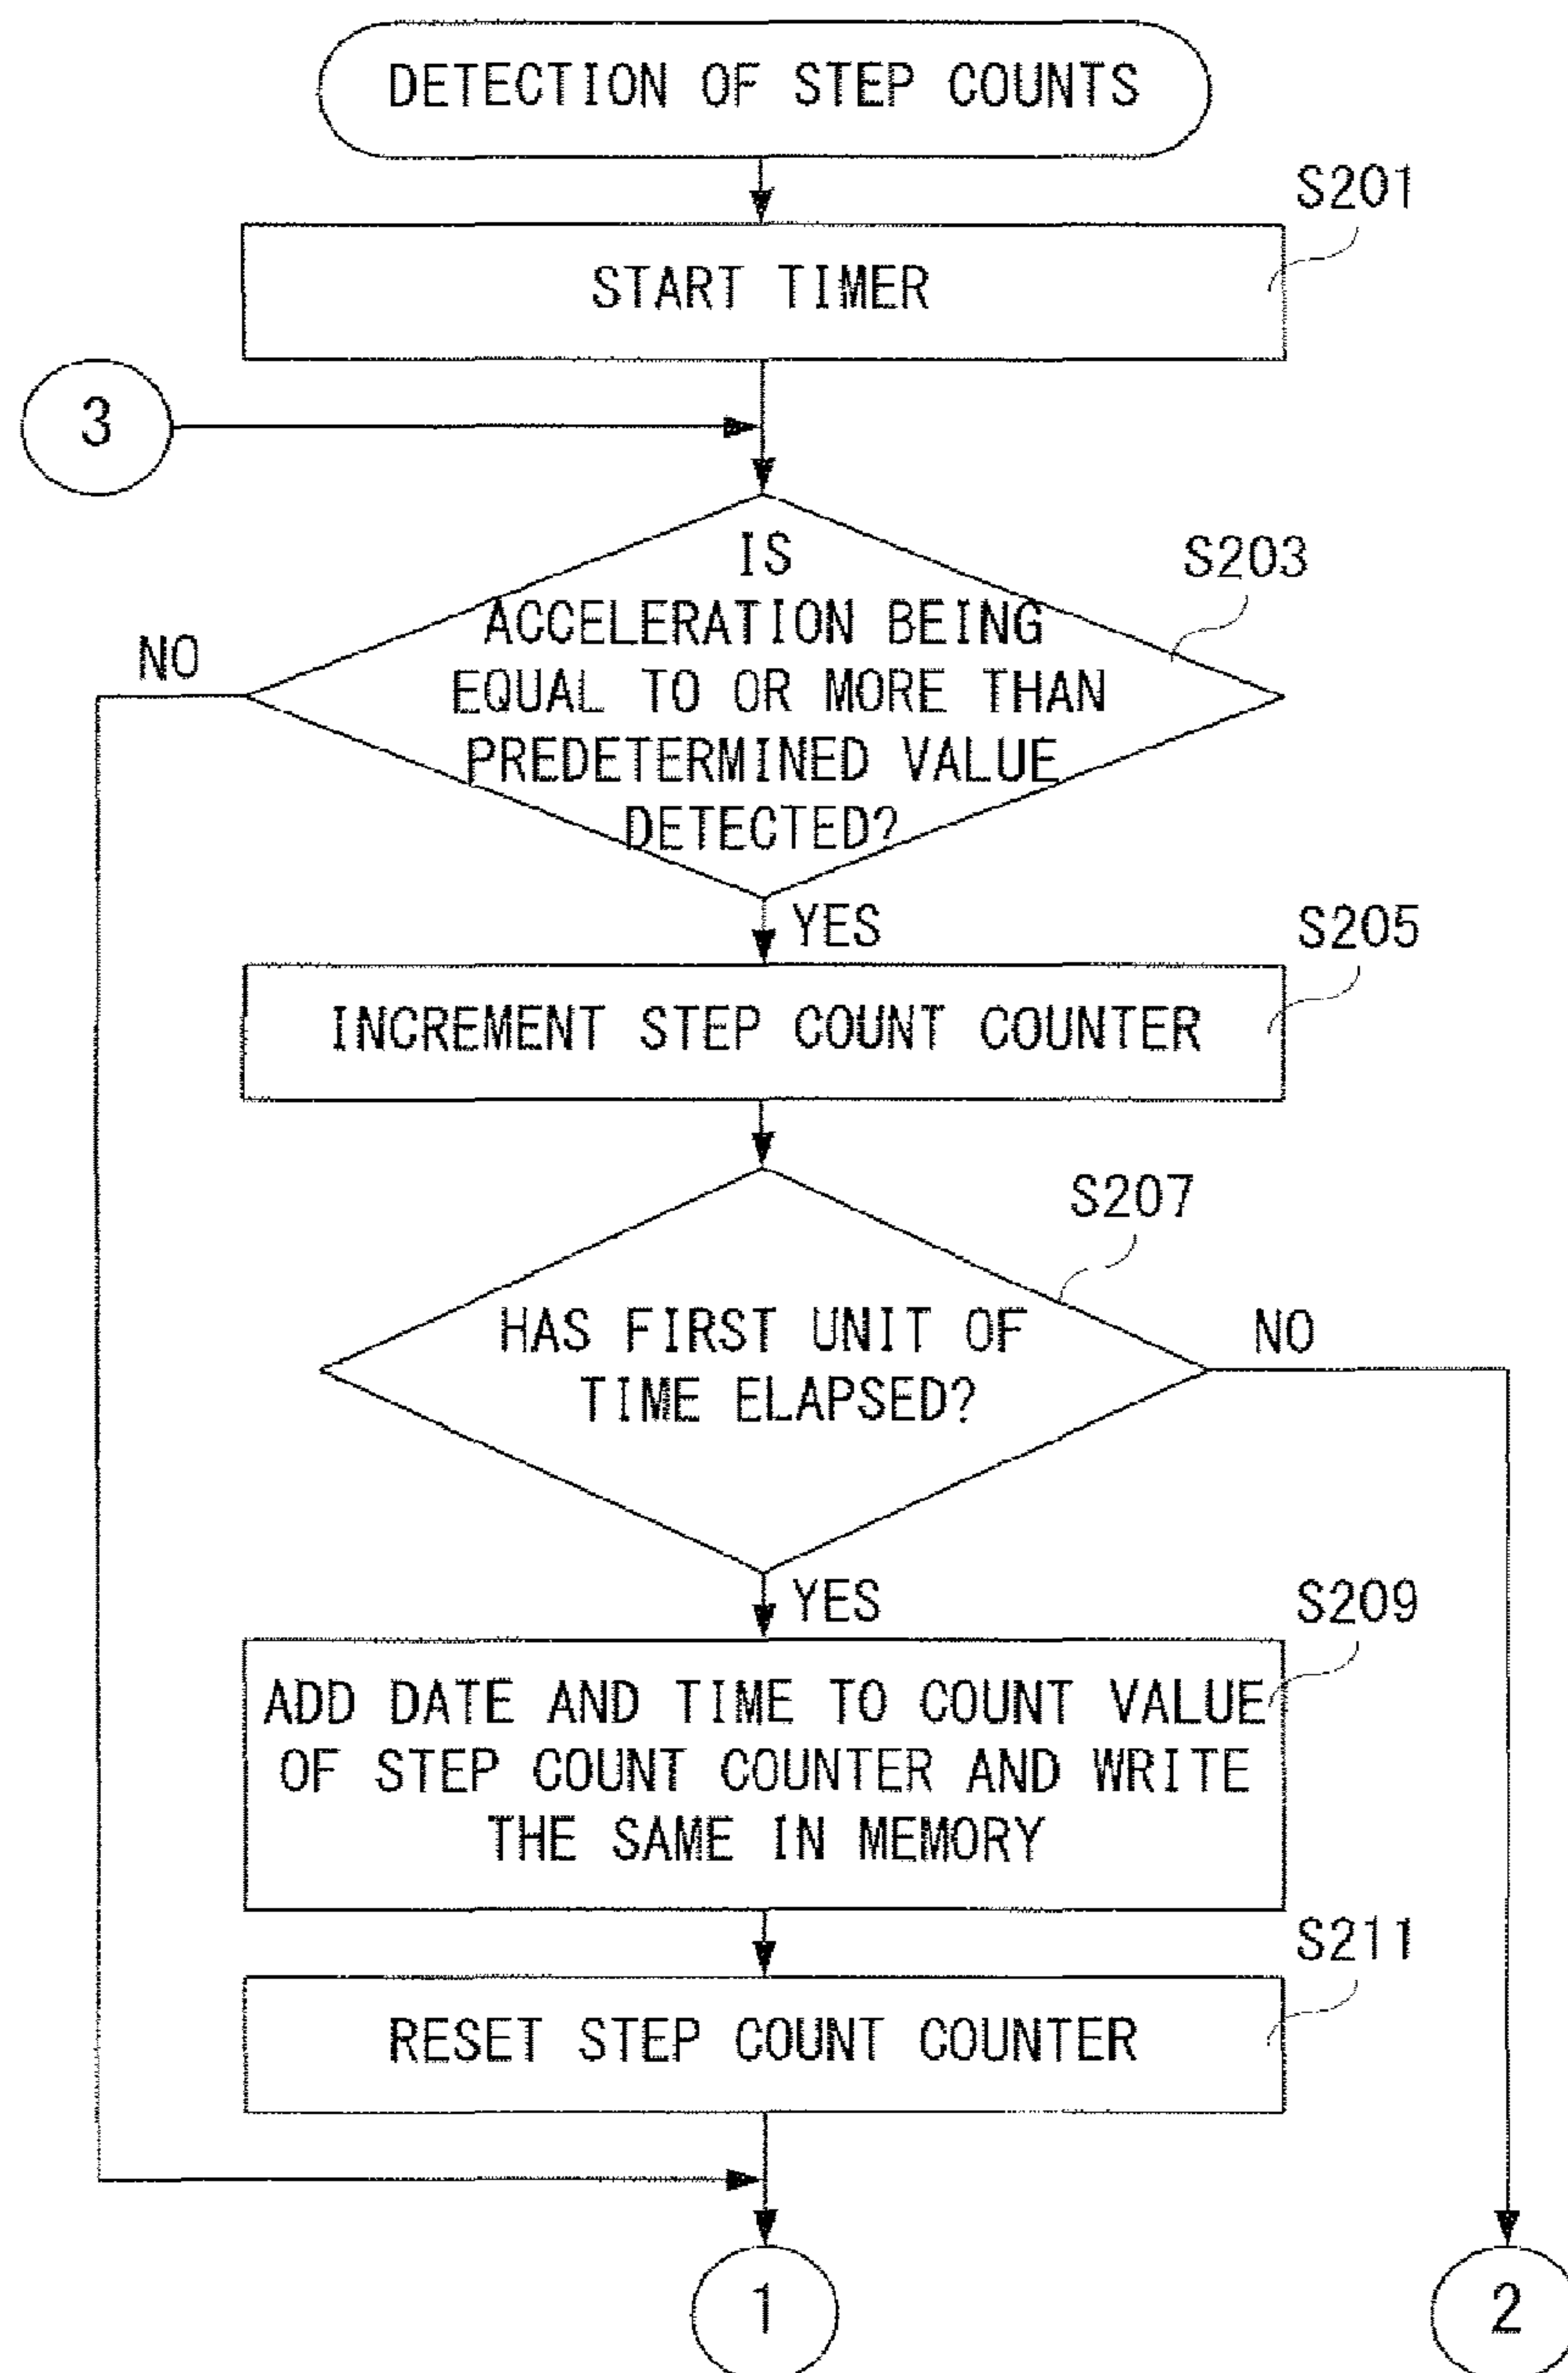 DETECTION OF STEP COUNTS
S201
START TIMER
3
IS
ACCELERATION BEING
EQUAL TO OR MORE THAN
PREDETERMINED VALUE
DETECTED?
S203
NO
YES
S205
INCREMENT STEP COUNT COUNTER
S207
HAS FIRST UNIT OF
TIME ELAPSED?
NO
YES
S209
ADD DATE AND TIME TO COUNT VALUE
OF STEP COUNT COUNTER AND WRITE
THE SAME IN MEMORY
S211
RESET STEP COUNT COUNTER
1
2